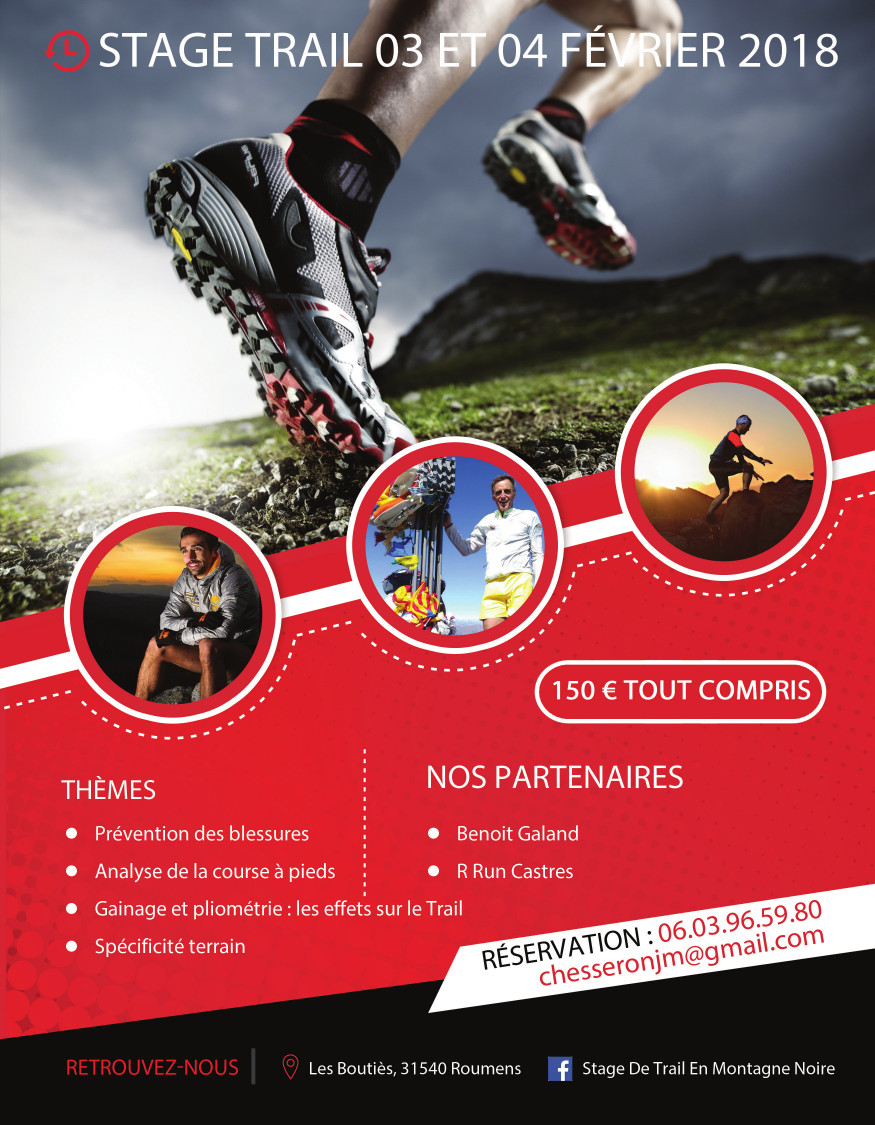 STAGE TRAIL 03 ET 04 FÉVRIER 2018
150 € TOUT COMPRIS
THÈMES
Prévention des blessures
Analyse de la course à pieds
Gainage et pliométrie : les effets sur le Trail
Spécificité terrain
NOS PARTENAIRES
Benoit Galand
R Run Castres
RÉSERVATION : 06.03.96.59.80
chesseronjm@gmail.com
RETROUVEZ-NOUS
Les Boutiès, 31540 Roumens
f
Stage De Trail En Montagne Noire